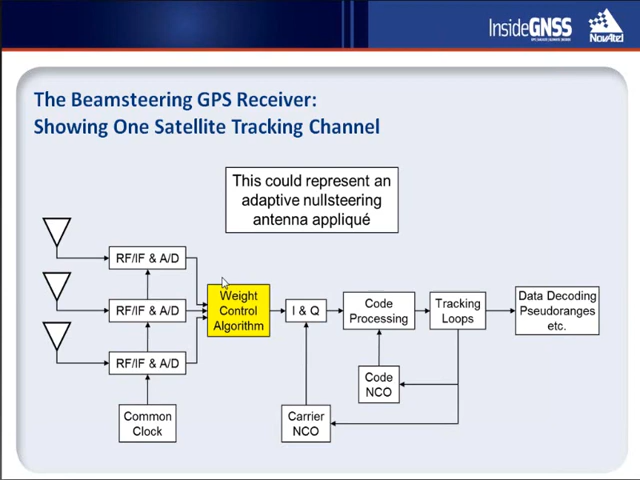 InsideGNSS
NovAtel
The Beamsteering GPS Receiver:
Showing One Satellite Tracking Channel
This could represent an
adaptive nullsteering
antenna appliqué
RF/IF & A/D
RF/IF & A/D
RF/IF & A/D
Common
Clock
Weight
Control
Algorithm
I & Q
Carrier
NCO
Code
Processing
Code
NCO
Tracking
Loops
Data Decoding
Pseudoranges
etc.